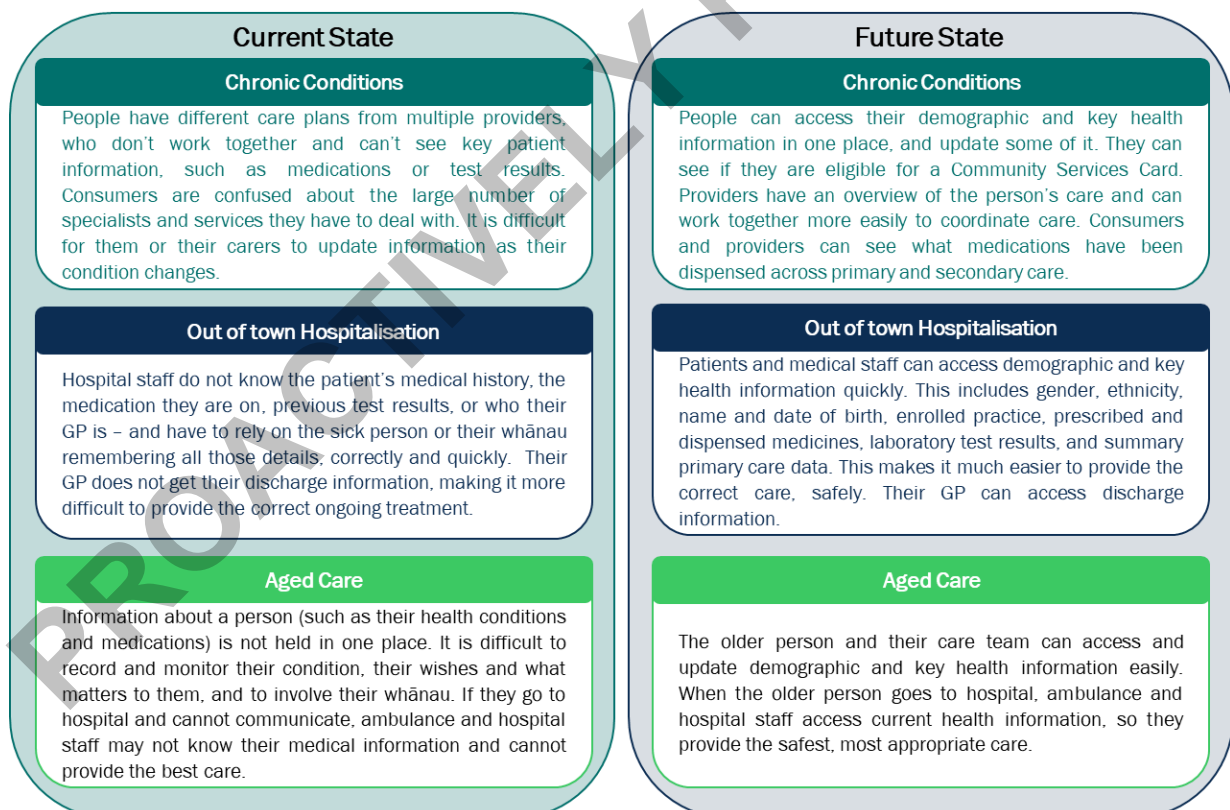 Current State
Chronic Conditions
People have different care plans from multiple providers,
who don't work together and can't see key patient
information, such as medications or test results.
Consumers are confused about the large number of
specialists and services they have to deal with. It is difficult
for them or their carers to update information as their
condition changes.
Out of town Hospitalisation
Hospital staff do not know the patient's medical history, the
medication they are on, previous test results, or who their
GP is – and have to rely on the sick person or their whānau
remembering all those details, correctly and quickly. Their
GP does not get their discharge information, making it more
difficult to provide the correct ongoing treatment.
Aged Care
Information about a person (such as their health conditions
and medications) is not held in one place. It is difficult to
record and monitor their condition, their wishes and what
matters to them, and to involve their whānau. If they go to
hospital and cannot communicate, ambulance and hospital
staff may not know their medical information and cannot
provide the best care.
Future State
Chronic Conditions
People can access their demographic and key health
information in one place, and update some of it. They can
see if they are eligible for a Community Services Card.
Providers have an overview of the person's care and can
work together more easily to coordinate care. Consumers
and providers can see what medications have been
dispensed across primary and secondary care.
Out of town Hospitalisation
Patients and medical staff can access demographic and key
health information quickly. This includes gender, ethnicity,
name and date of birth, enrolled practice, prescribed and
dispensed medicines, laboratory test results, and summary
primary care data. This makes it much easier to provide the
correct care, safely. Their GP can access discharge
information.
Aged Care
The older person and their care team can access and
update demographic and key health information easily.
When the older person goes to hospital, ambulance and
hospital staff access current health information, so they
provide the safest, most appropriate care.
PROACTIVELY